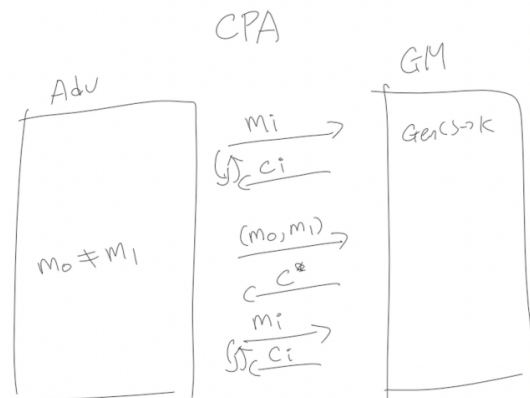 CPA
Adv
GM
Gen()→K
mi
ci
m0 ≠ m1
(m0, m1)
c*
mi
ci